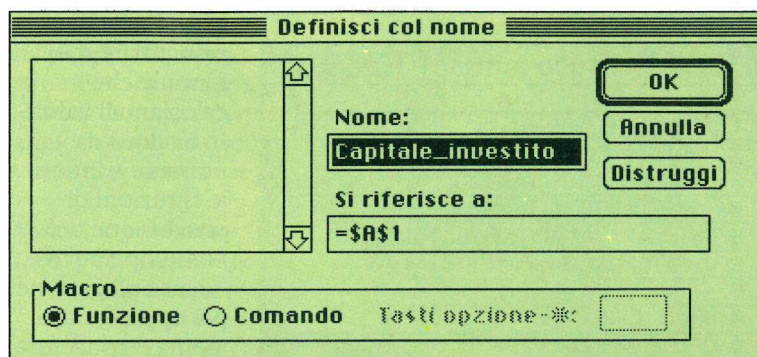 Definisci col nome
OK
Nome:
Annulla
Capitale_investito
Distruggi
Si riferisce a:
=$A$1
Macro
Funzione
Comando
Tasti opzione-⌘: